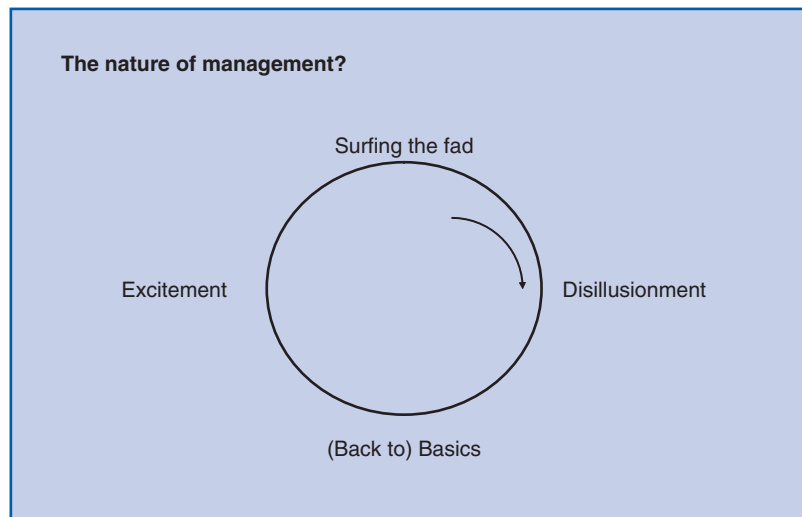 The nature of management?
Surfing the fad
Excitement
Disillusionment
(Back to) Basics